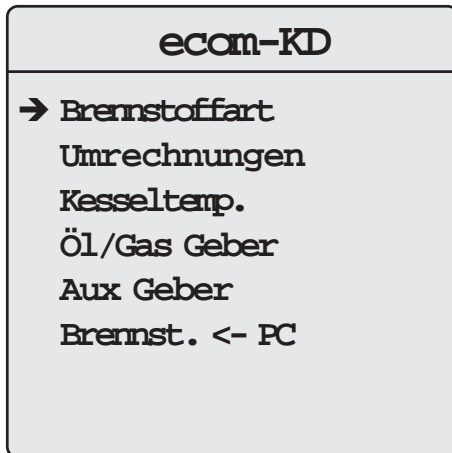 ecom-KD
➔ Brennstoffart
Umrechnungen
Kesseltemp.
Öl/Gas Geber
Aux Geber
Brennst. <- PC